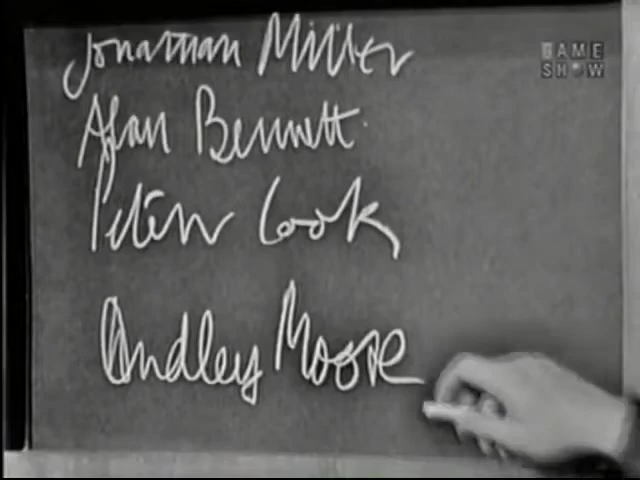 Jonathan Miller
GAME
SHOW
Alan Bennett
Peter Cook
Dudley Moore